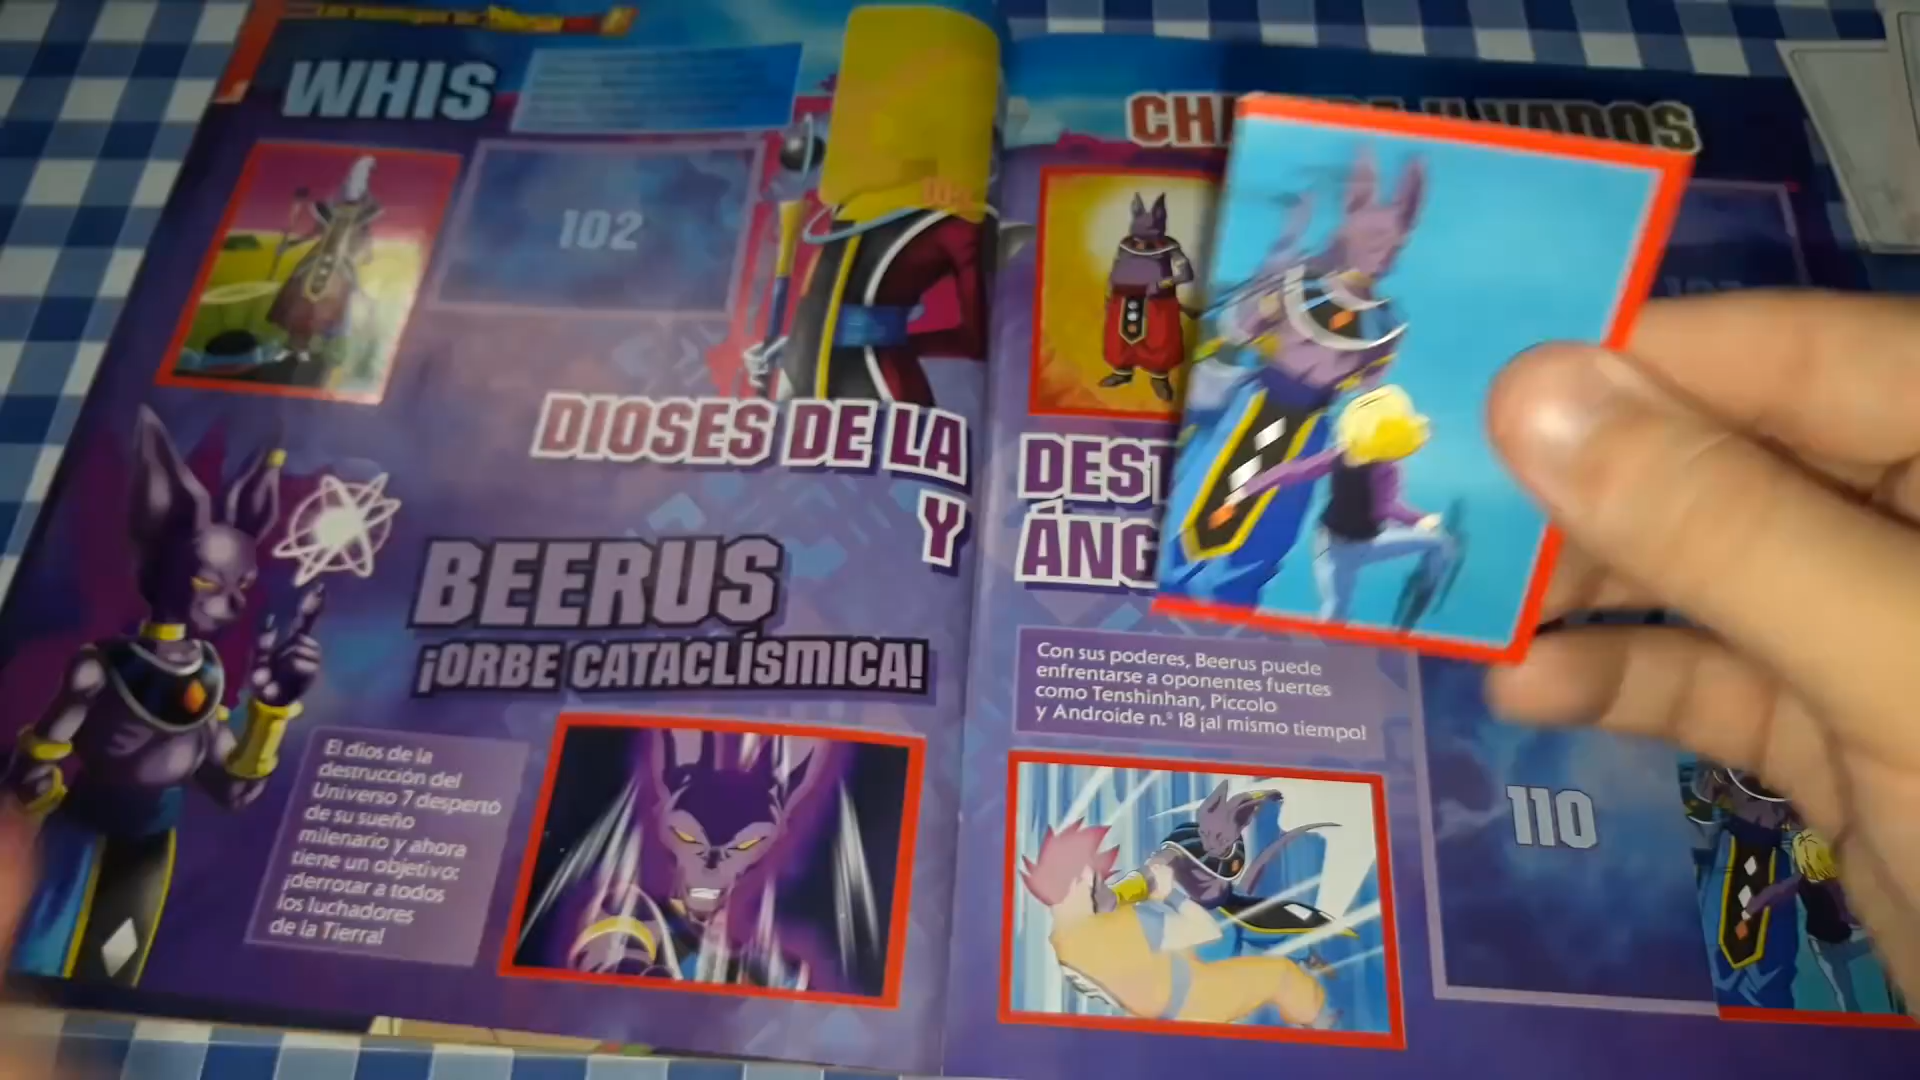 WHIS
102
DIOSES DE LA
Y
BEERUS
¡ORBE CATACLÍSMICA!
El dios de la
destrucción del
Universo 7 despertó
de su sueño
milenario y ahora
tiene un objetivo:
¡derrotar a todos
los luchadores
de la Tierra!
Con sus poderes, Beerus puede
enfrentarse a oponentes fuertes
como Tenshinhan, Piccolo
y Androide n.º 18 ¡al mismo tiempo!
110